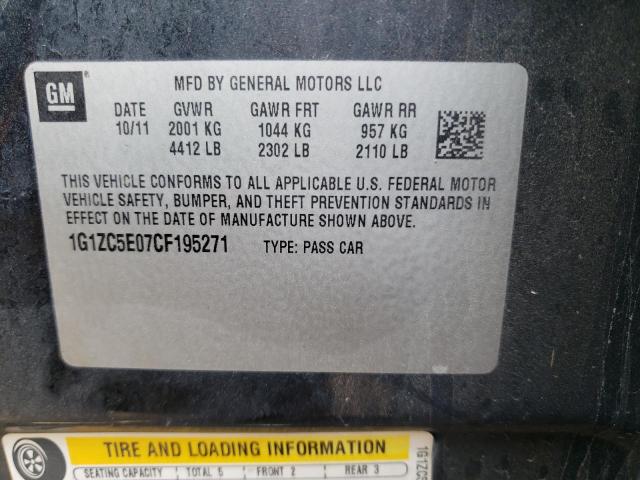 GM
MFD BY GENERAL MOTORS LLC
DATE GVWR GAWR FRT GAWR RR
10/11 2001 KG 1044 KG 957 KG
4412 LB 2302 LB 2110 LB
THIS VEHICLE CONFORMS TO ALL APPLICABLE U.S. FEDERAL MOTOR
VEHICLE SAFETY, BUMPER, AND THEFT PREVENTION STANDARDS IN
EFFECT ON THE DATE OF MANUFACTURE SHOWN ABOVE.
1G1ZC5E07CF195271 TYPE: PASS CAR
TIRE AND LOADING INFORMATION
SEATING CAPACITY TOTAL 5 FRONT 2 REAR 3
1G1ZC5